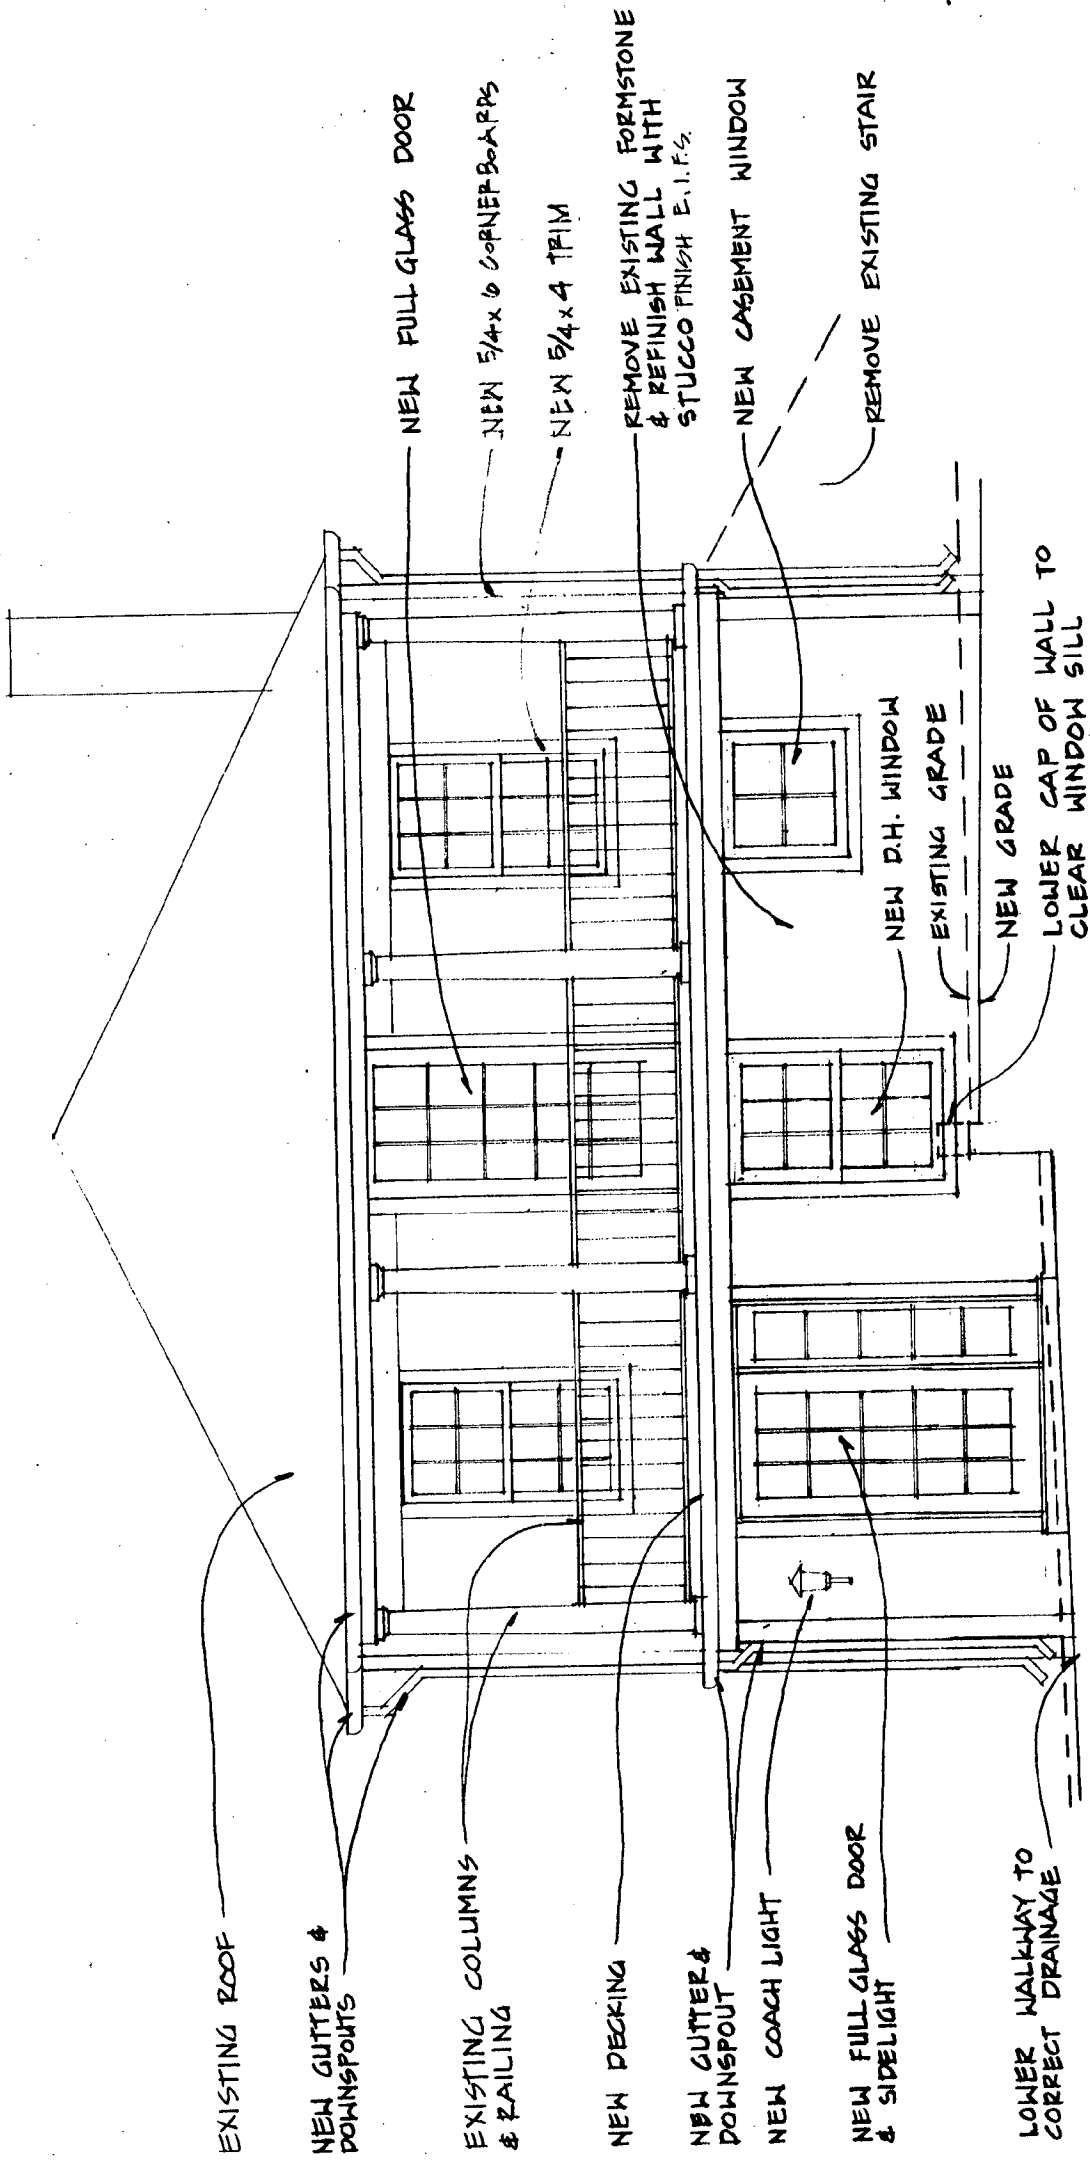 EXISTING ROOF
NEW GUTTERS &
DOWNSPOUTS
EXISTING COLUMNS
& RAILING
NEW DECKING
NEW GUTTER &
DOWNSPOUT
NEW COACH LIGHT
NEW FULL GLASS DOOR
& SIDELIGHT
LOWER WALKWAY TO
CORRECT DRAINAGE
NEW FULL GLASS DOOR
NEW 5/4 x 6 CORNERBOARDS
NEW 5/4 x 4 TRIM
REMOVE EXISTING FORMSTONE
& REFINISH WALL WITH
STUCCO FINISH E.I.F.S.
NEW CASEMENT WINDOW
REMOVE EXISTING STAIR
NEW D.H. WINDOW
EXISTING GRADE
NEW GRADE
LOWER CAP OF WALL TO
CLEAR WINDOW SILL